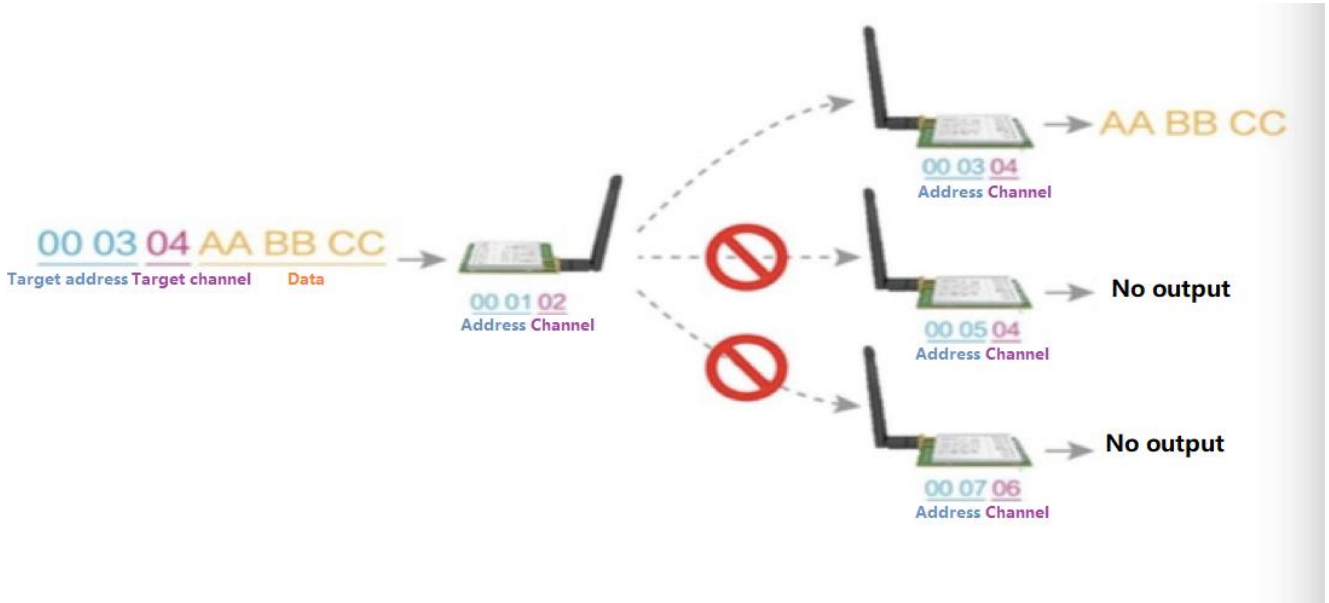 00 03 04 AA BB CC
Target address Target channel Data
00 01 02
Address Channel
00 03 04
Address Channel
AA BB CC
00 05 04
Address Channel
No output
00 07 06
Address Channel
No output